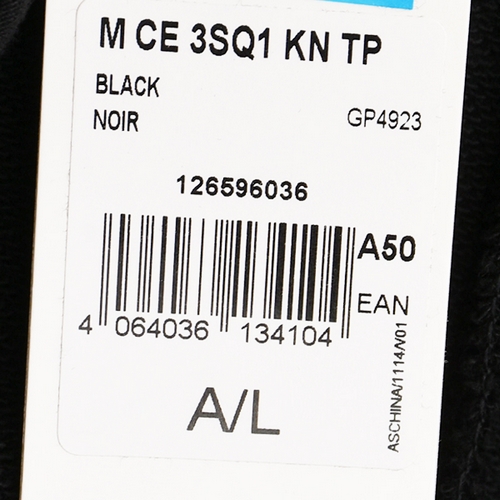 M CE 3SQ1 KN TP
BLACK
NOIR GP4923
126596036
A50
EAN
4 064036 134104
A/L
ASCHINA/1114/V01